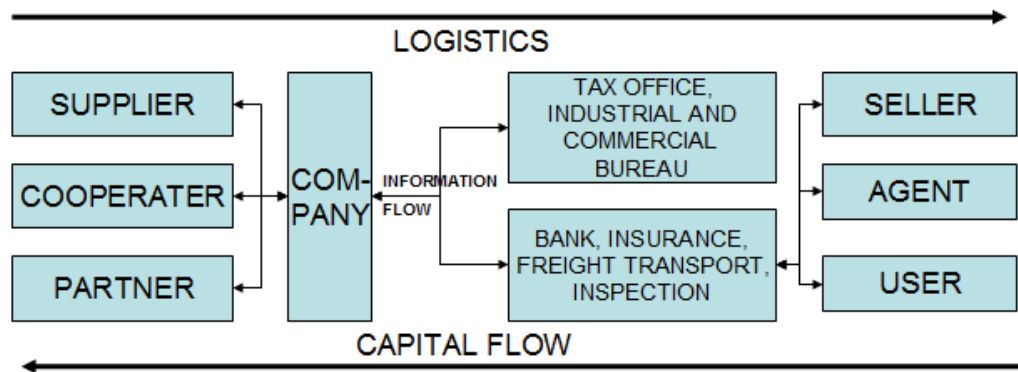 LOGISTICS
SUPPLIER
COOPERATER
PARTNER
COM-
PANY
INFORMATION
FLOW
TAX OFFICE,
INDUSTRIAL AND
COMMERCIAL
BUREAU
BANK, INSURANCE,
FREIGHT TRANSPORT,
INSPECTION
SELLER
AGENT
USER
CAPITAL FLOW